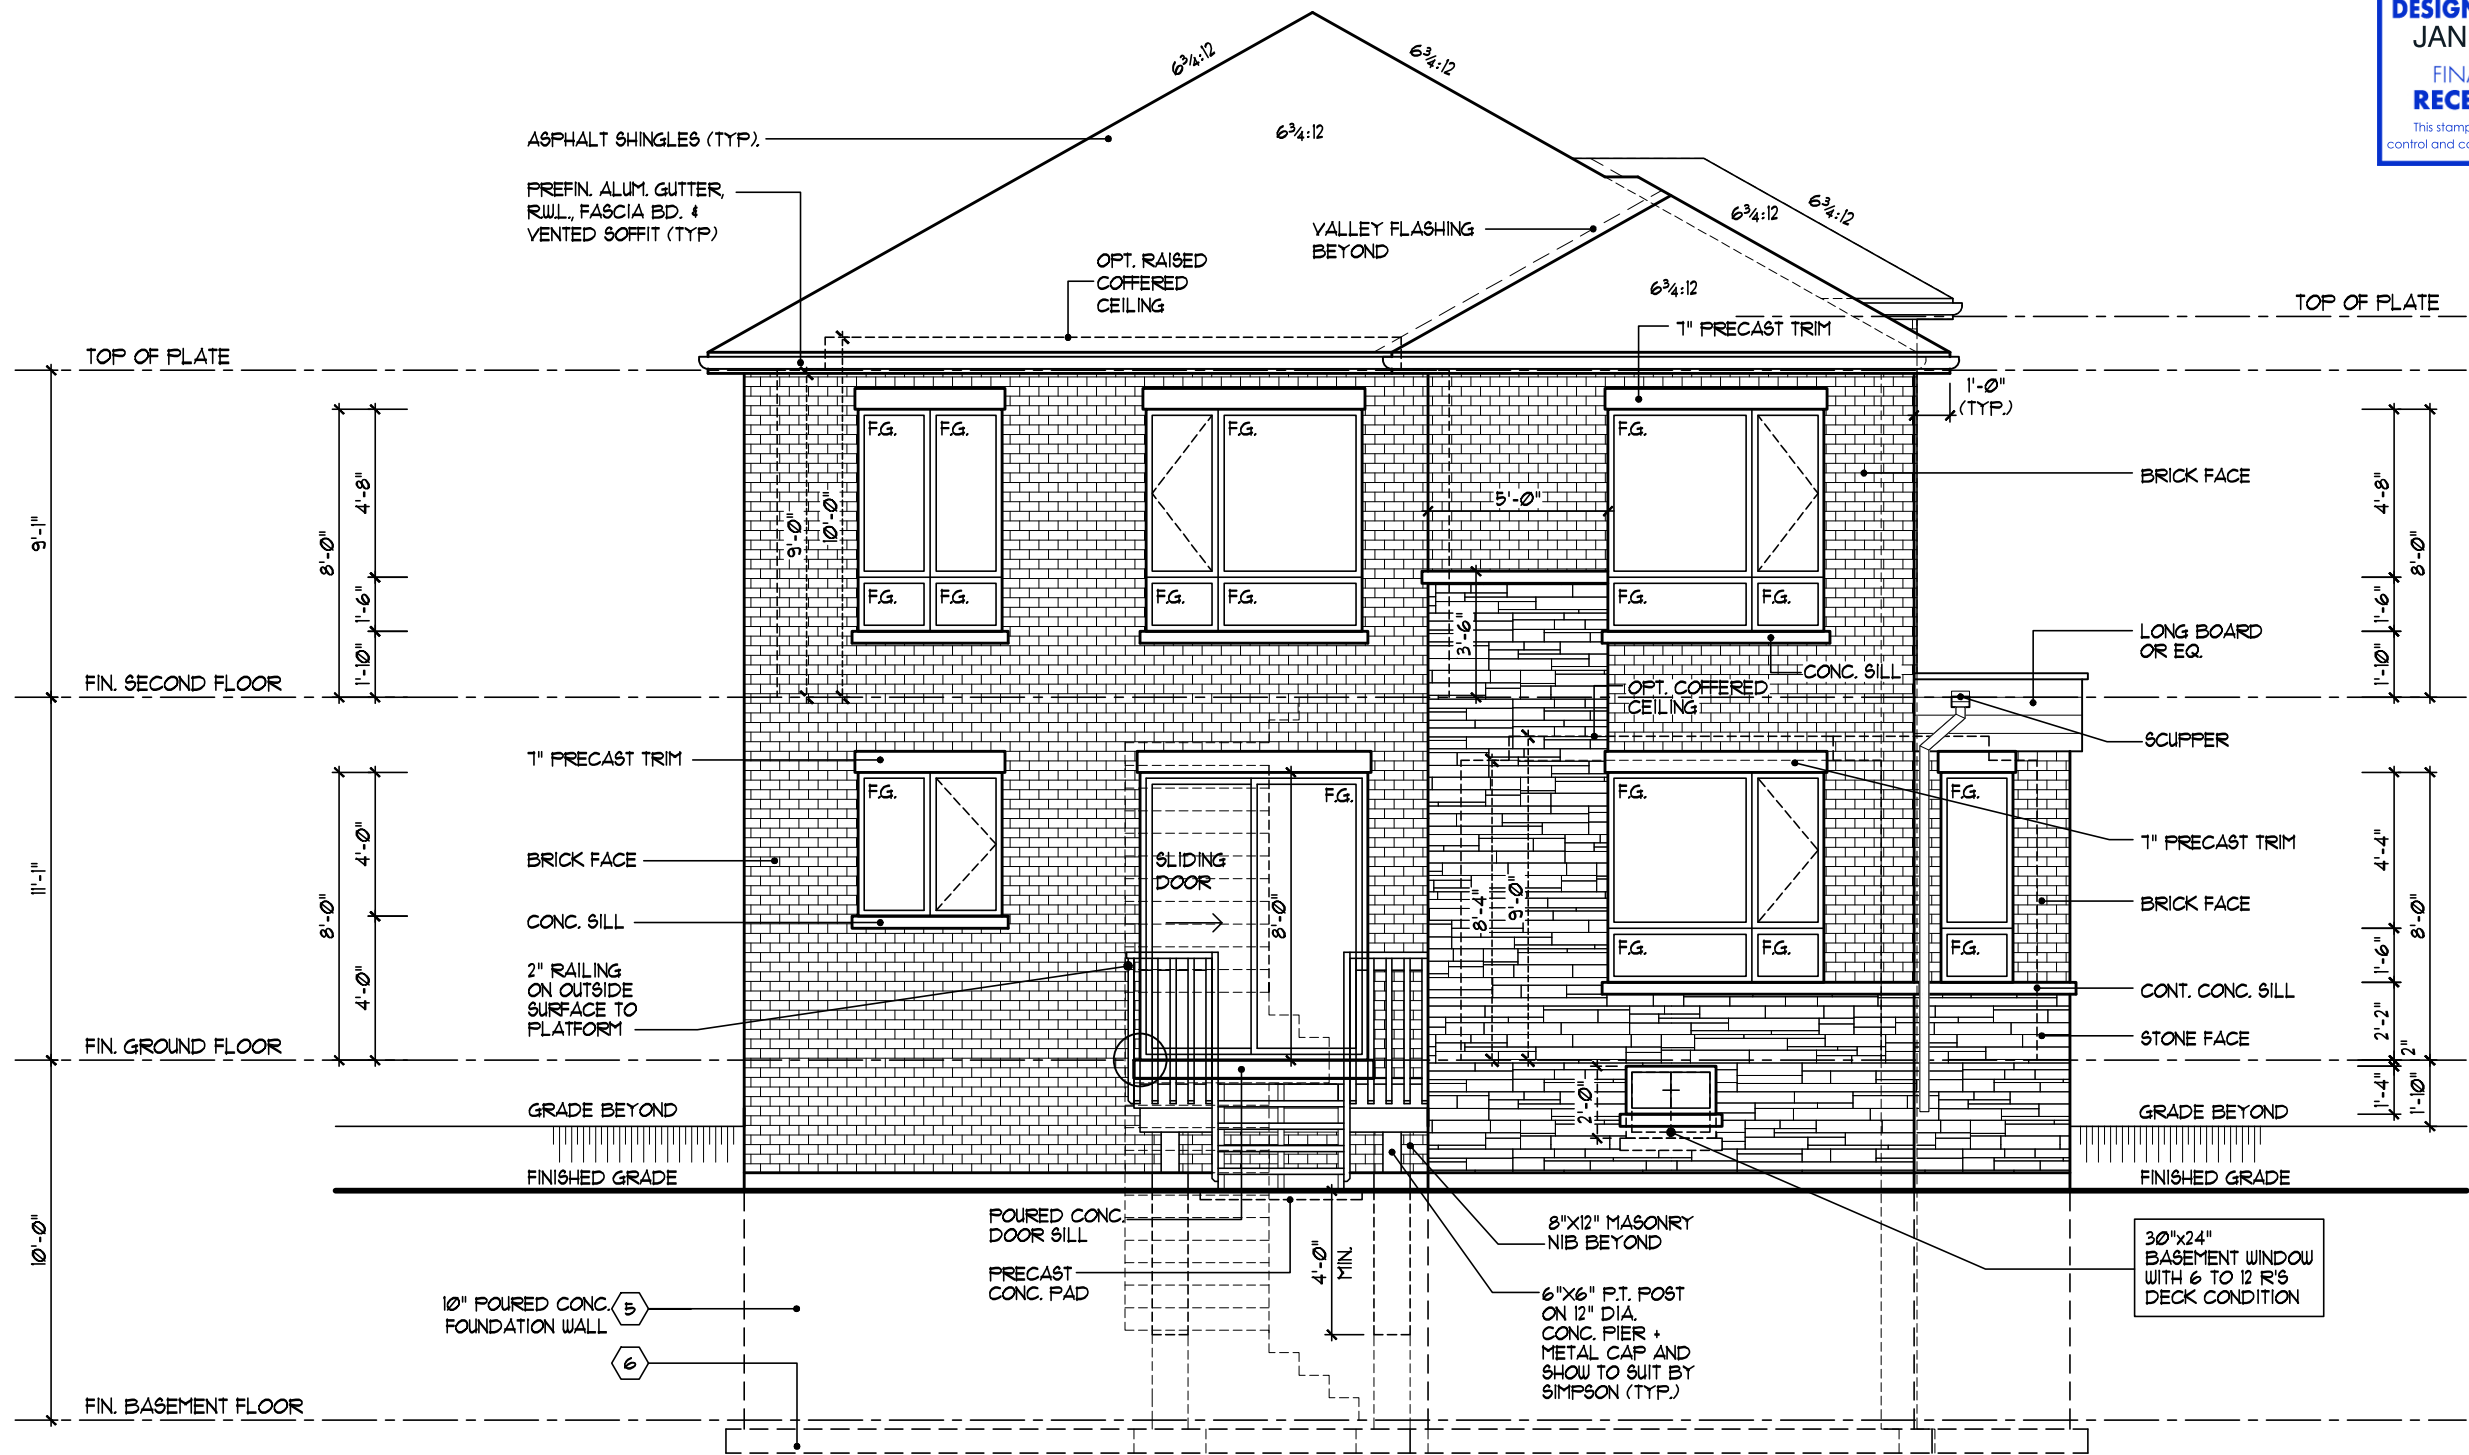 DESIGN
JAN
FINA
RECE
This stamp
control and co
6¾:12
6¾:12
6¾:12
6¾:12
6¾:12
6¾:12
ASPHALT SHINGLES (TYP).
PREFIN. ALUM. GUTTER,
R.W.L., FASCIA BD. &
VENTED SOFFIT (TYP)
OPT. RAISED
COFFERED
CEILING
VALLEY FLASHING
BEYOND
7" PRECAST TRIM
TOP OF PLATE
TOP OF PLATE
1'-0"
(TYP.)
F.G.
F.G.
F.G.
F.G.
F.G.
F.G.
F.G.
F.G.
F.G.
F.G.
9'-1"
8'-0"
4'-8"
1'-6"
1'-10"
9'-0"
10'-0"
5'-0"
3'-6"
BRICK FACE
4'-8"
8'-0"
1'-6"
1'-10"
LONG BOARD
OR EQ.
CONC. SILL
OPT. COFFERED
CEILING
FIN. SECOND FLOOR
SCUPPER
7" PRECAST TRIM
F.G.
F.G.
F.G.
F.G.
F.G.
F.G.
F.G.
SLIDING
DOOR
8'-0"
8'-4"
9'-0"
7" PRECAST TRIM
BRICK FACE
BRICK FACE
CONC. SILL
11'-1"
8'-0"
4'-0"
4'-0"
4'-4"
8'-0"
1'-6"
2'-2"
2"
1'-4"
1'-10"
2" RAILING
ON OUTSIDE
SURFACE TO
PLATFORM
CONT. CONC. SILL
STONE FACE
FIN. GROUND FLOOR
2'-0"
GRADE BEYOND
GRADE BEYOND
FINISHED GRADE
FINISHED GRADE
POURED CONC.
DOOR SILL
PRECAST
CONC. PAD
4'-0"
MIN.
8"X12" MASONRY
NIB BEYOND
6"X6" P.T. POST
ON 12" DIA.
CONC. PIER +
METAL CAP AND
SHOW TO SUIT BY
SIMPSON (TYP.)
30"x24"
BASEMENT WINDOW
WITH 6 TO 12 R'S
DECK CONDITION
10'-0"
10" POURED CONC.
FOUNDATION WALL
5
6
FIN. BASEMENT FLOOR